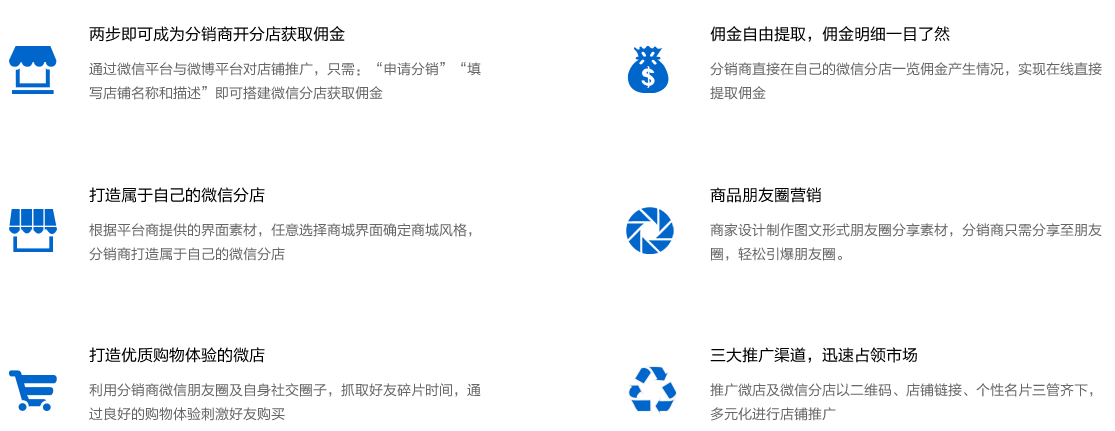 两步即可成为分销商开分店获取佣金
通过微信平台与微博平台对店铺推广，只需；“申请分销”“填
写店铺名称和描述”即可搭建微信分店获取佣金
佣金自由提取，佣金明细一目了然
分销商直接在自己的微信分店一览佣金产生情况，实现在线直接
提取佣金
打造属于自己的微信分店
根据平台商提供的界面素材，任意选择商城界面确定商城风格，
分销商打造属于自己的微信分店
商品朋友圈营销
商家设计制作图文形式朋友圈分享素材，分销商只需分享至朋友
圈，轻松引爆朋友圈。
打造优质购物体验的微店
利用分销商微信朋友圈及自身社交圈子，抓取好友碎片时间，通
过良好的购物体验刺激好友购买
三大推广渠道，迅速占领市场
推广微店及微信分店以二维码、店铺链接、个性名片三管齐下，
多元化进行店铺推广